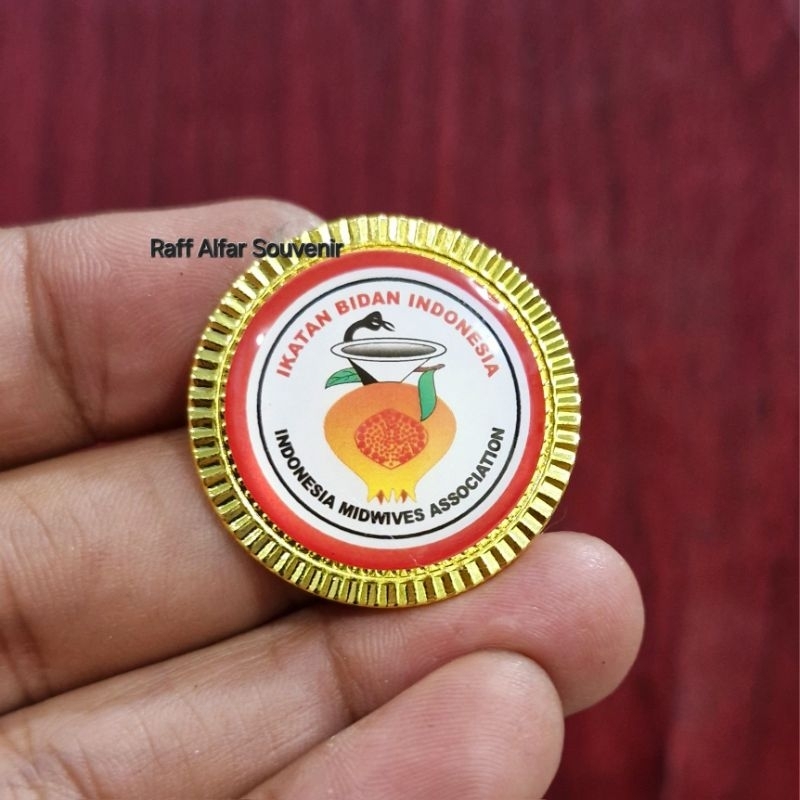 Raff Alfar Souvenir
IKATAN BIDAN INDONESIA
INDONESIA MIDWIVES ASSOCIATION